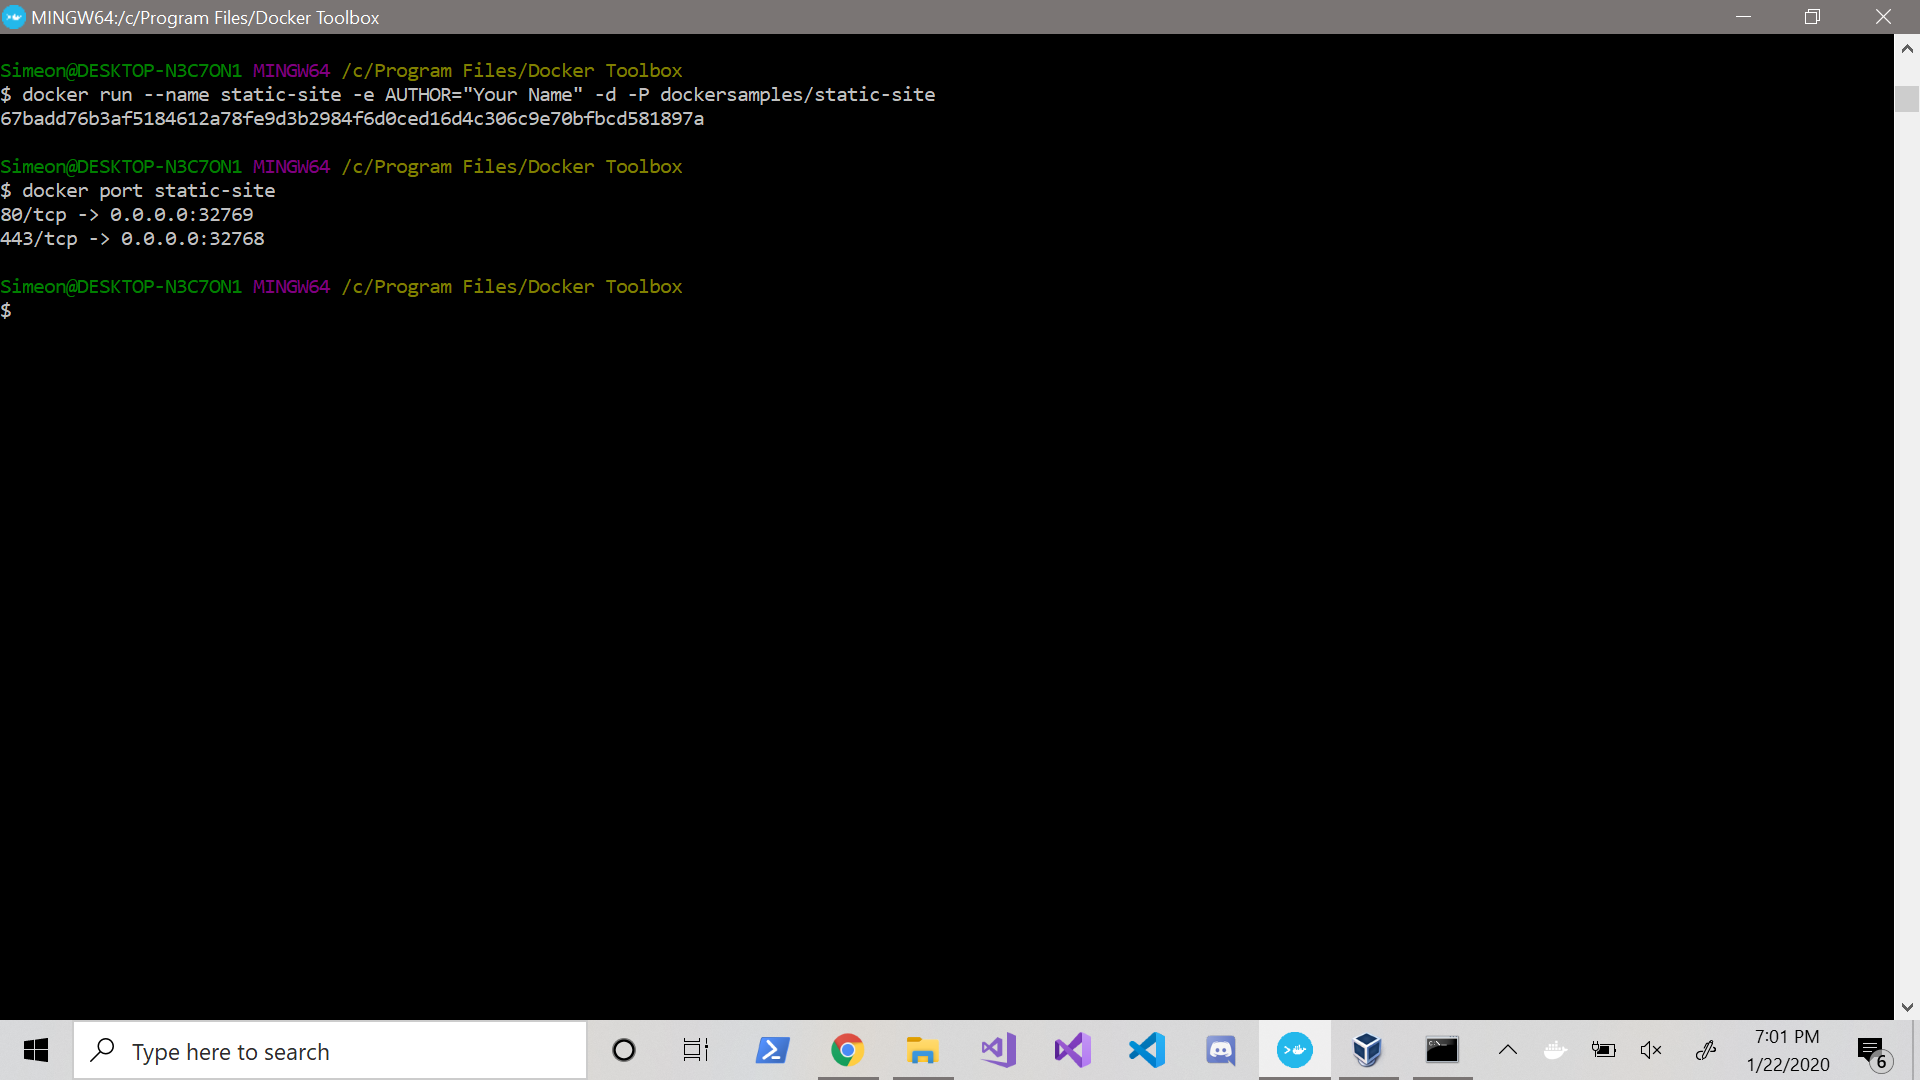 MINGW64:/c/Program Files/Docker Toolbox
Simeon@DESKTOP-N3C7ON1 MINGW64 /c/Program Files/Docker Toolbox
$ docker run --name static-site -e AUTHOR="Your Name" -d -P dockersamples/static-site
67badd76b3af5184612a78fe9d3b2984f6d0ced16d4c306c9e70bfbcd581897a
Simeon@DESKTOP-N3C7ON1 MINGW64 /c/Program Files/Docker Toolbox
$ docker port static-site
80/tcp -> 0.0.0.0:32769
443/tcp -> 0.0.0.0:32768
Simeon@DESKTOP-N3C7ON1 MINGW64 /c/Program Files/Docker Toolbox
$
Type here to search
7:01 PM
1/22/2020
6